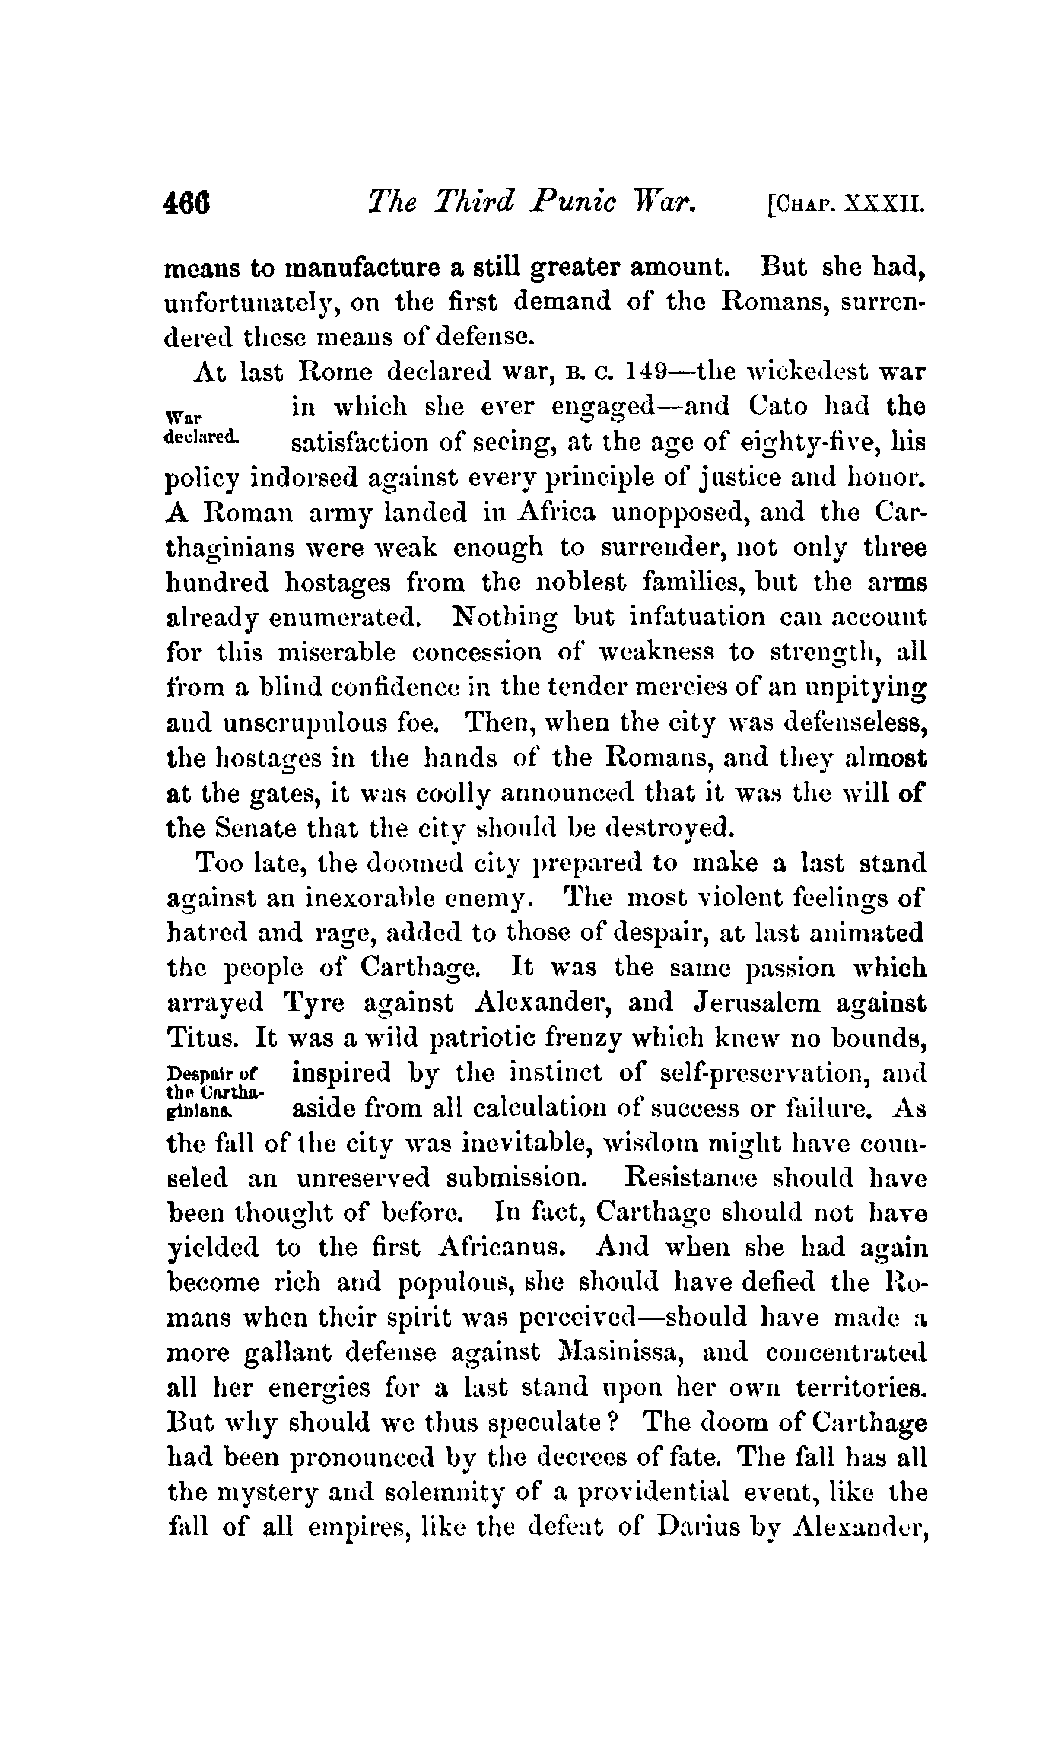 466 The Third Punic War. [CHAP. XXXII.
means to manufacture a still greater amount. But she had,
unfortunately, on the first demand of the Romans, surren-
dered these means of defense.
At last Rome declared war, B. C. 149—the wickedest war
War
declared.
in which she ever engaged—and Cato had the
satisfaction of seeing, at the age of eighty-five, his
policy indorsed against every principle of justice and honor.
A Roman army landed in Africa unopposed, and the Car-
thaginians were weak enough to surrender, not only three
hundred hostages from the noblest families, but the arms
already enumerated. Nothing but infatuation can account
for this miserable concession of weakness to strength, all
from a blind confidence in the tender mercies of an unpitying
and unscrupulous foe. Then, when the city was defenseless,
the hostages in the hands of the Romans, and they almost
at the gates, it was coolly announced that it was the will of
the Senate that the city should be destroyed.
Too late, the doomed city prepared to make a last stand
against an inexorable enemy. The most violent feelings of
hatred and rage, added to those of despair, at last animated
the people of Carthage. It was the same passion which
arrayed Tyre against Alexander, and Jerusalem against
Titus. It was a wild patriotic frenzy which knew no bounds,
Despair of
the Cartha-
ginians.
inspired by the instinct of self-preservation, and
aside from all calculation of success or failure. As
the fall of the city was inevitable, wisdom might have coun-
seled an unreserved submission. Resistance should have
been thought of before. In fact, Carthage should not have
yielded to the first Africanus. And when she had again
become rich and populous, she should have defied the Ro-
mans when their spirit was perceived—should have made a
more gallant defense against Masinissa, and concentrated
all her energies for a last stand upon her own territories.
But why should we thus speculate? The doom of Carthage
had been pronounced by the decrees of fate. The fall has all
the mystery and solemnity of a providential event, like the
fall of all empires, like the defeat of Darius by Alexander,